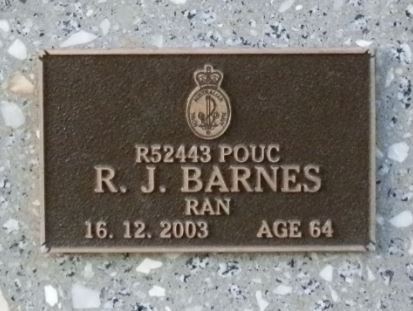 R52443 POUC
R. J. BARNES
RAN
16. 12. 2003 AGE 64